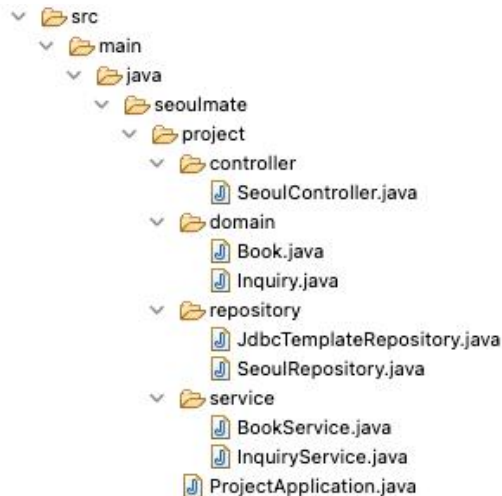 src
main
java
seoulmate
project
controller
SeoulController.java
domain
Book.java
Inquiry.java
repository
JdbcTemplateRepository.java
SeoulRepository.java
service
BookService.java
InquiryService.java
ProjectApplication.java